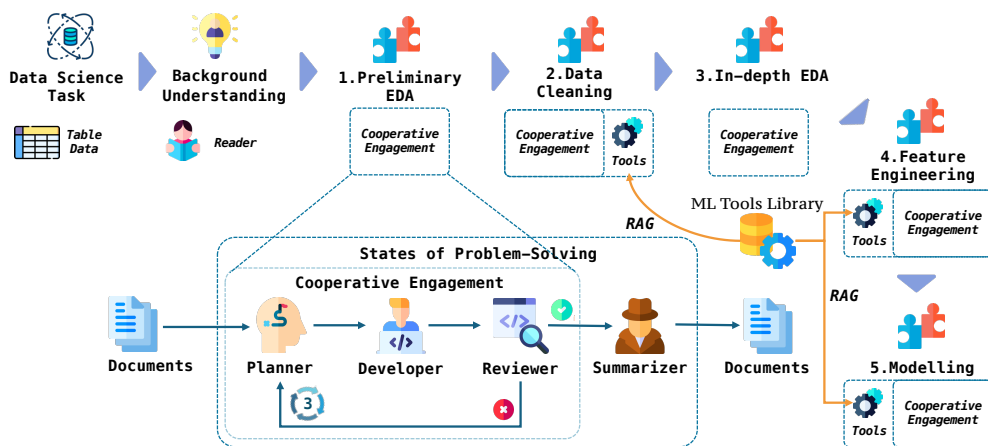 Data Science
Task
Table
Data
Background
Understanding
Reader
1.Preliminary
EDA
Cooperative
Engagement
2.Data
Cleaning
Cooperative
Engagement
Tools
3.In-depth EDA
Cooperative
Engagement
4.Feature
Engineering
Tools
Cooperative
Engagement
ML Tools Library
RAG
RAG
5.Modelling
Tools
Cooperative
Engagement
States of Problem-Solving
Cooperative Engagement
Documents
Planner
Developer
Reviewer
Summarizer
Documents
3